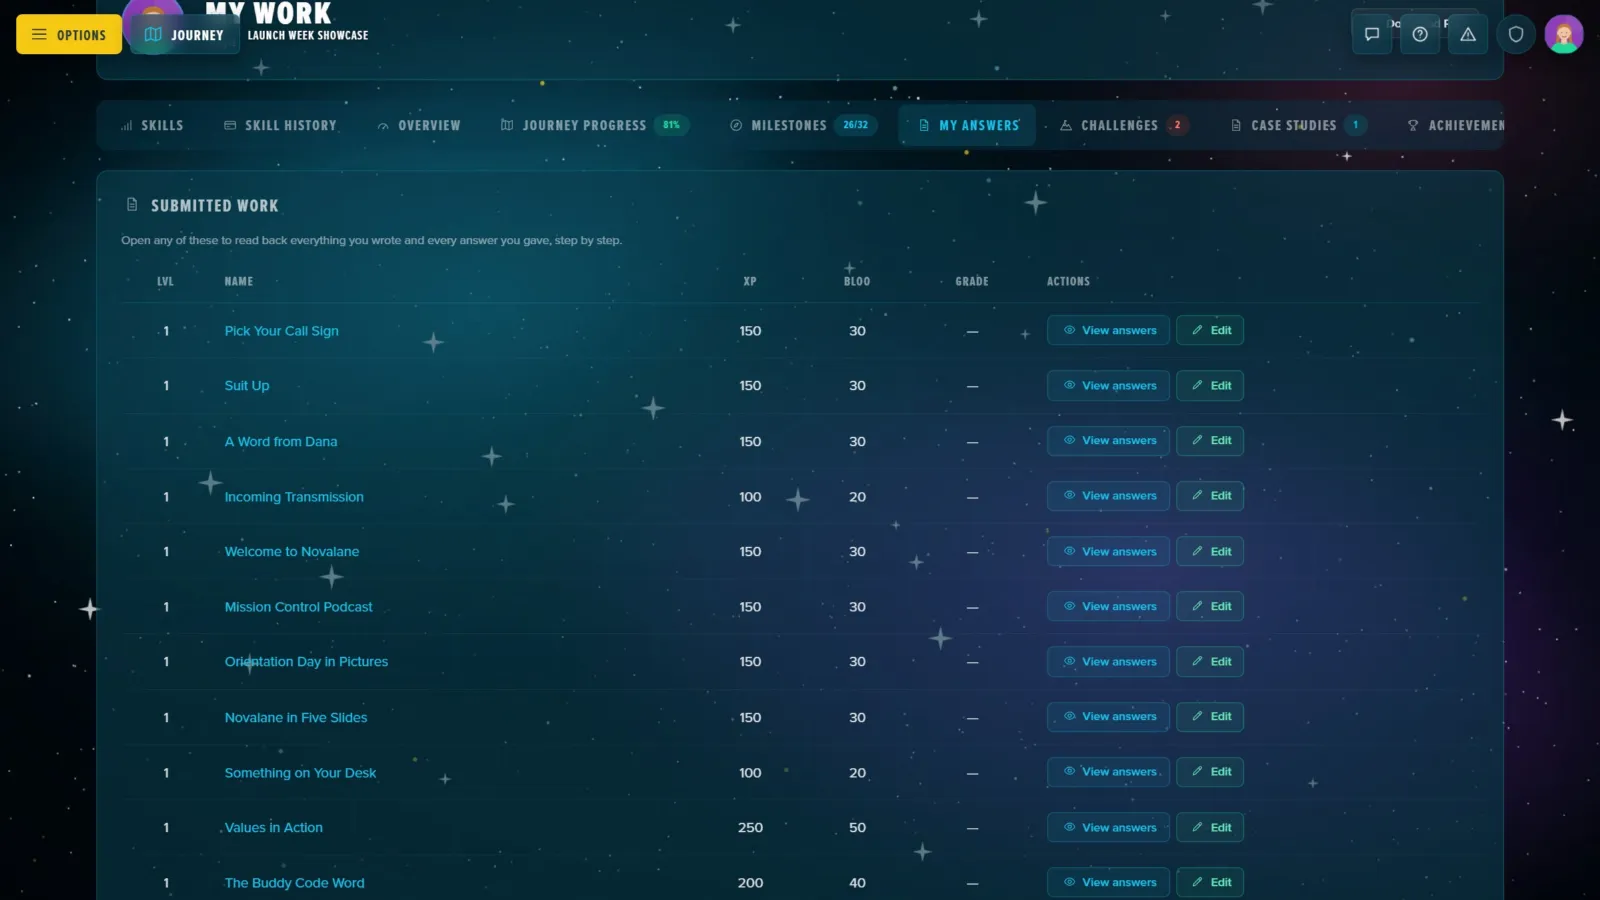 MY WORK
LAUNCH WEEK SHOWCASE
OPTIONS
JOURNEY
SKILLS
SKILL HISTORY
OVERVIEW
JOURNEY PROGRESS 81%
MILESTONES 26/32
MY ANSWERS
CHALLENGES 2
CASE STUDIES 1
ACHIEVEMEN
SUBMITTED WORK
Open any of these to read back everything you wrote and every answer you gave, step by step.
LVL NAME XP BLOO GRADE ACTIONS
1 Pick Your Call Sign 150 30 — View answers Edit
1 Suit Up 150 30 — View answers Edit
1 A Word from Dana 150 30 — View answers Edit
1 Incoming Transmission 100 20 — View answers Edit
1 Welcome to Novalane 150 30 — View answers Edit
1 Mission Control Podcast 150 30 — View answers Edit
1 Orientation Day in Pictures 150 30 — View answers Edit
1 Novalane in Five Slides 150 30 — View answers Edit
1 Something on Your Desk 100 20 — View answers Edit
1 Values in Action 250 50 — View answers Edit
1 The Buddy Code Word 200 40 — View answers Edit